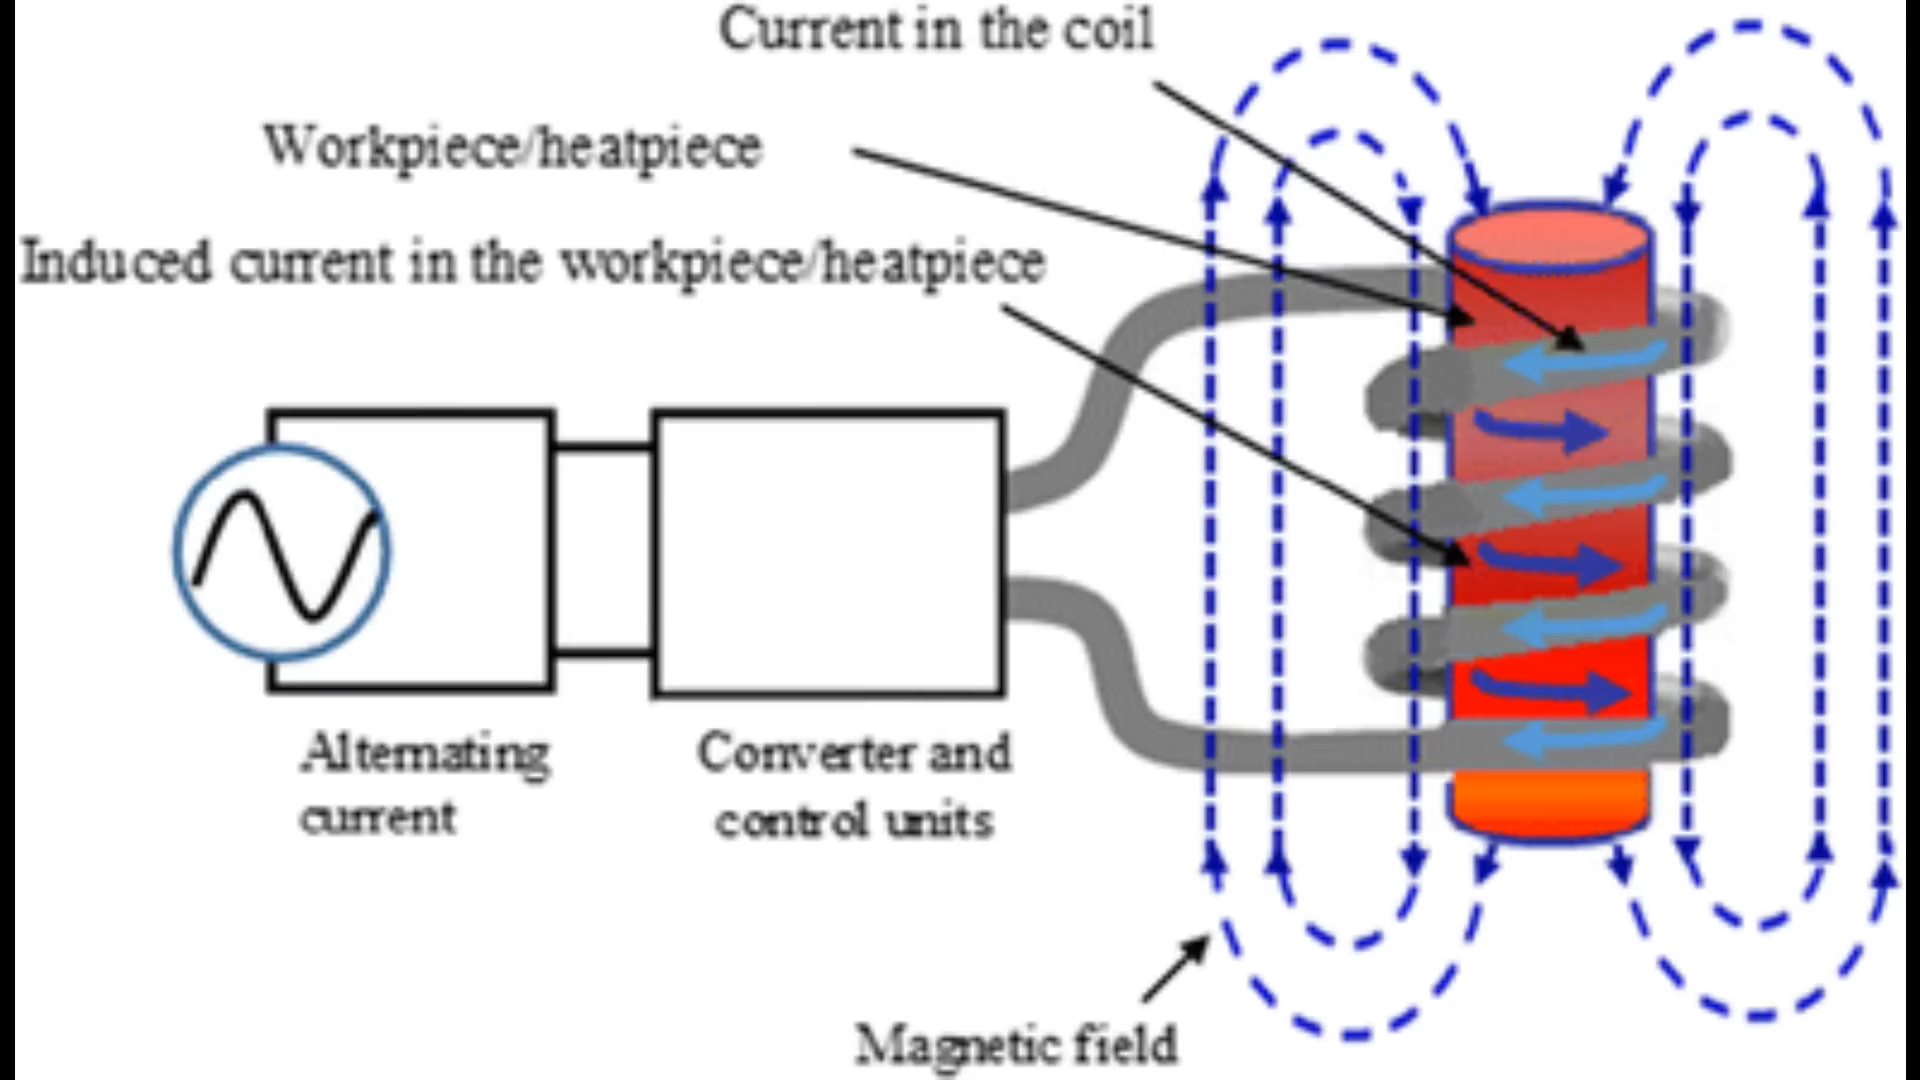 Current in the coil
Workpiece/heatpiece
Induced current in the workpiece/heatpiece
Alternating
current
Converter and
control units
Magnetic field